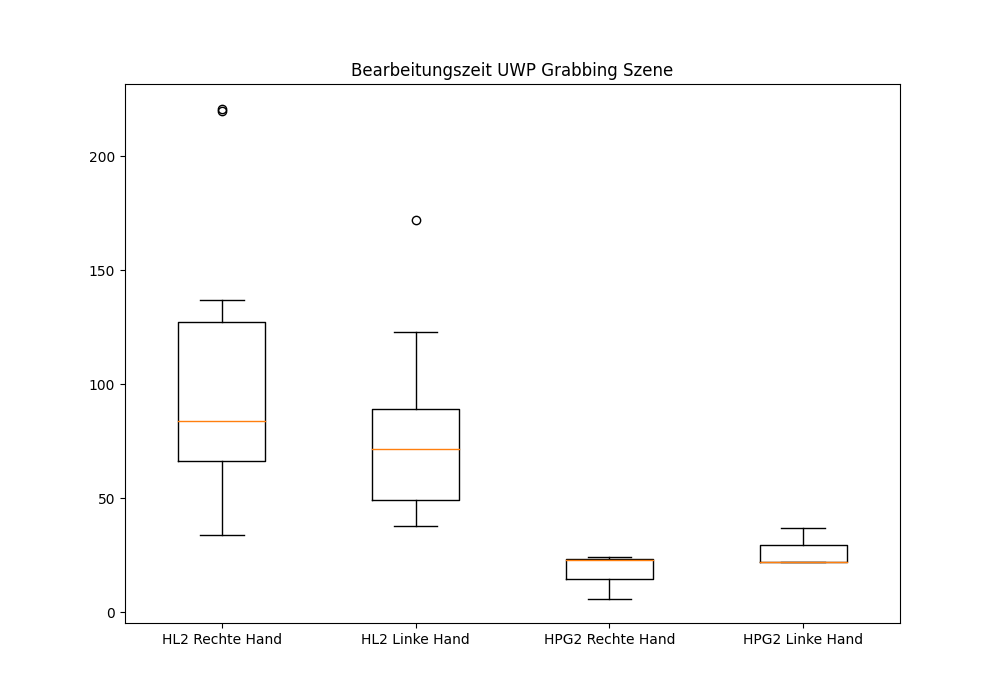 Bearbeitungszeit UWP Grabbing Szene
200
150
100
50
0
HL2 Rechte Hand
HL2 Linke Hand
HPG2 Rechte Hand
HPG2 Linke Hand